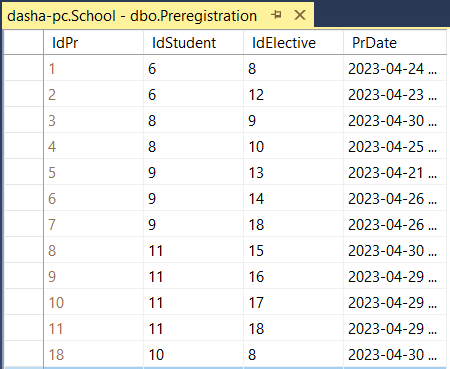 dasha-pc.School - dbo.Preregistration
IdPr IdStudent IdElective PrDate
1 6 8 2023-04-24 ...
2 6 12 2023-04-23 ...
3 8 9 2023-04-30 ...
4 8 10 2023-04-25 ...
5 9 13 2023-04-21 ...
6 9 14 2023-04-26 ...
7 9 18 2023-04-26 ...
8 11 15 2023-04-30 ...
9 11 16 2023-04-29 ...
10 11 17 2023-04-29 ...
11 11 18 2023-04-29 ...
18 10 8 2023-04-30 ...